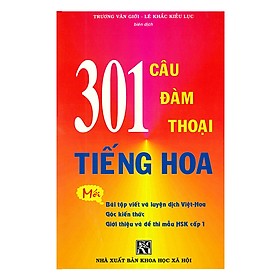 TRƯƠNG VĂN GIỚI - LÊ KHẮC KIỀU LỤC
biên dịch
301 CÂU
ĐÀM
THOẠI
TIẾNG HOA
Mới
Bài tập viết và luyện dịch Việt-Hoa
Góc kiến thức
Giới thiệu và đề thi mẫu HSK cấp 1
NHÀ XUẤT BẢN KHOA HỌC XÃ HỘI